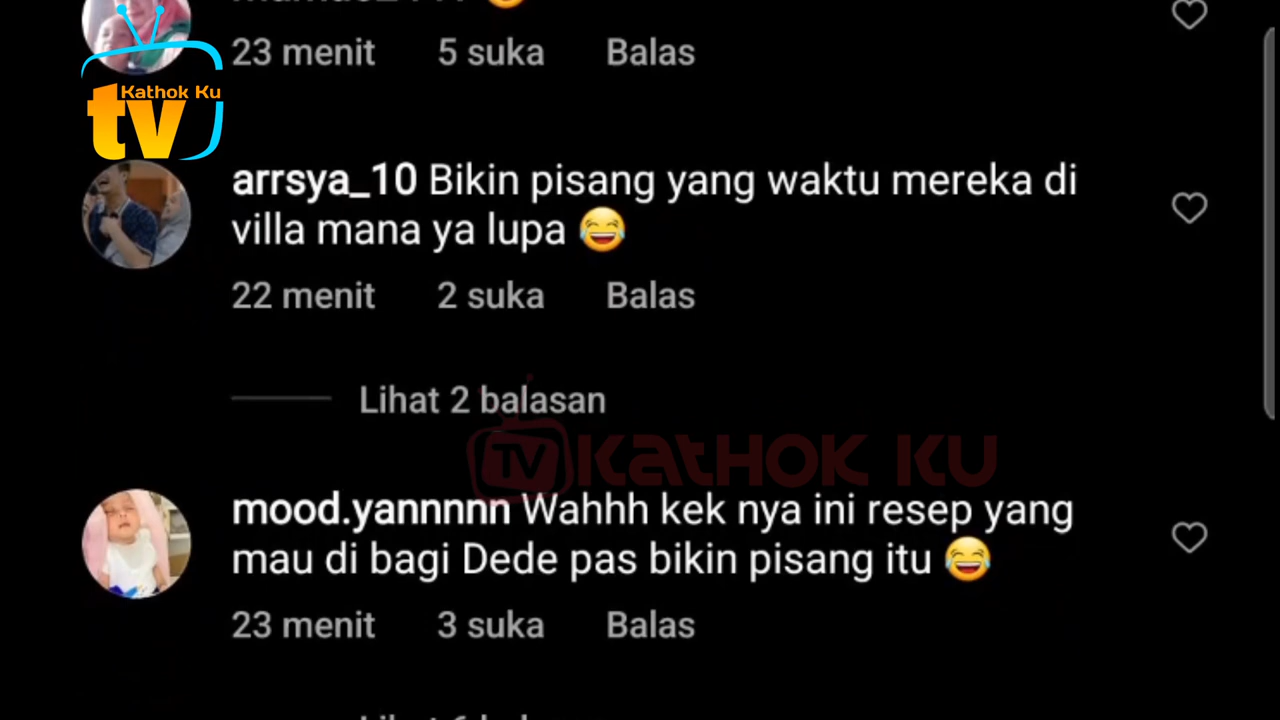 23 menit 5 suka Balas
Kathok Ku
tv
arrsya_10 Bikin pisang yang waktu mereka di
villa mana ya lupa 😂
22 menit 2 suka Balas
Lihat 2 balasan
TV KATHOK KU
mood.yannnnn Wahhh kek nya ini resep yang
mau di bagi Dede pas bikin pisang itu 😂
23 menit 3 suka Balas